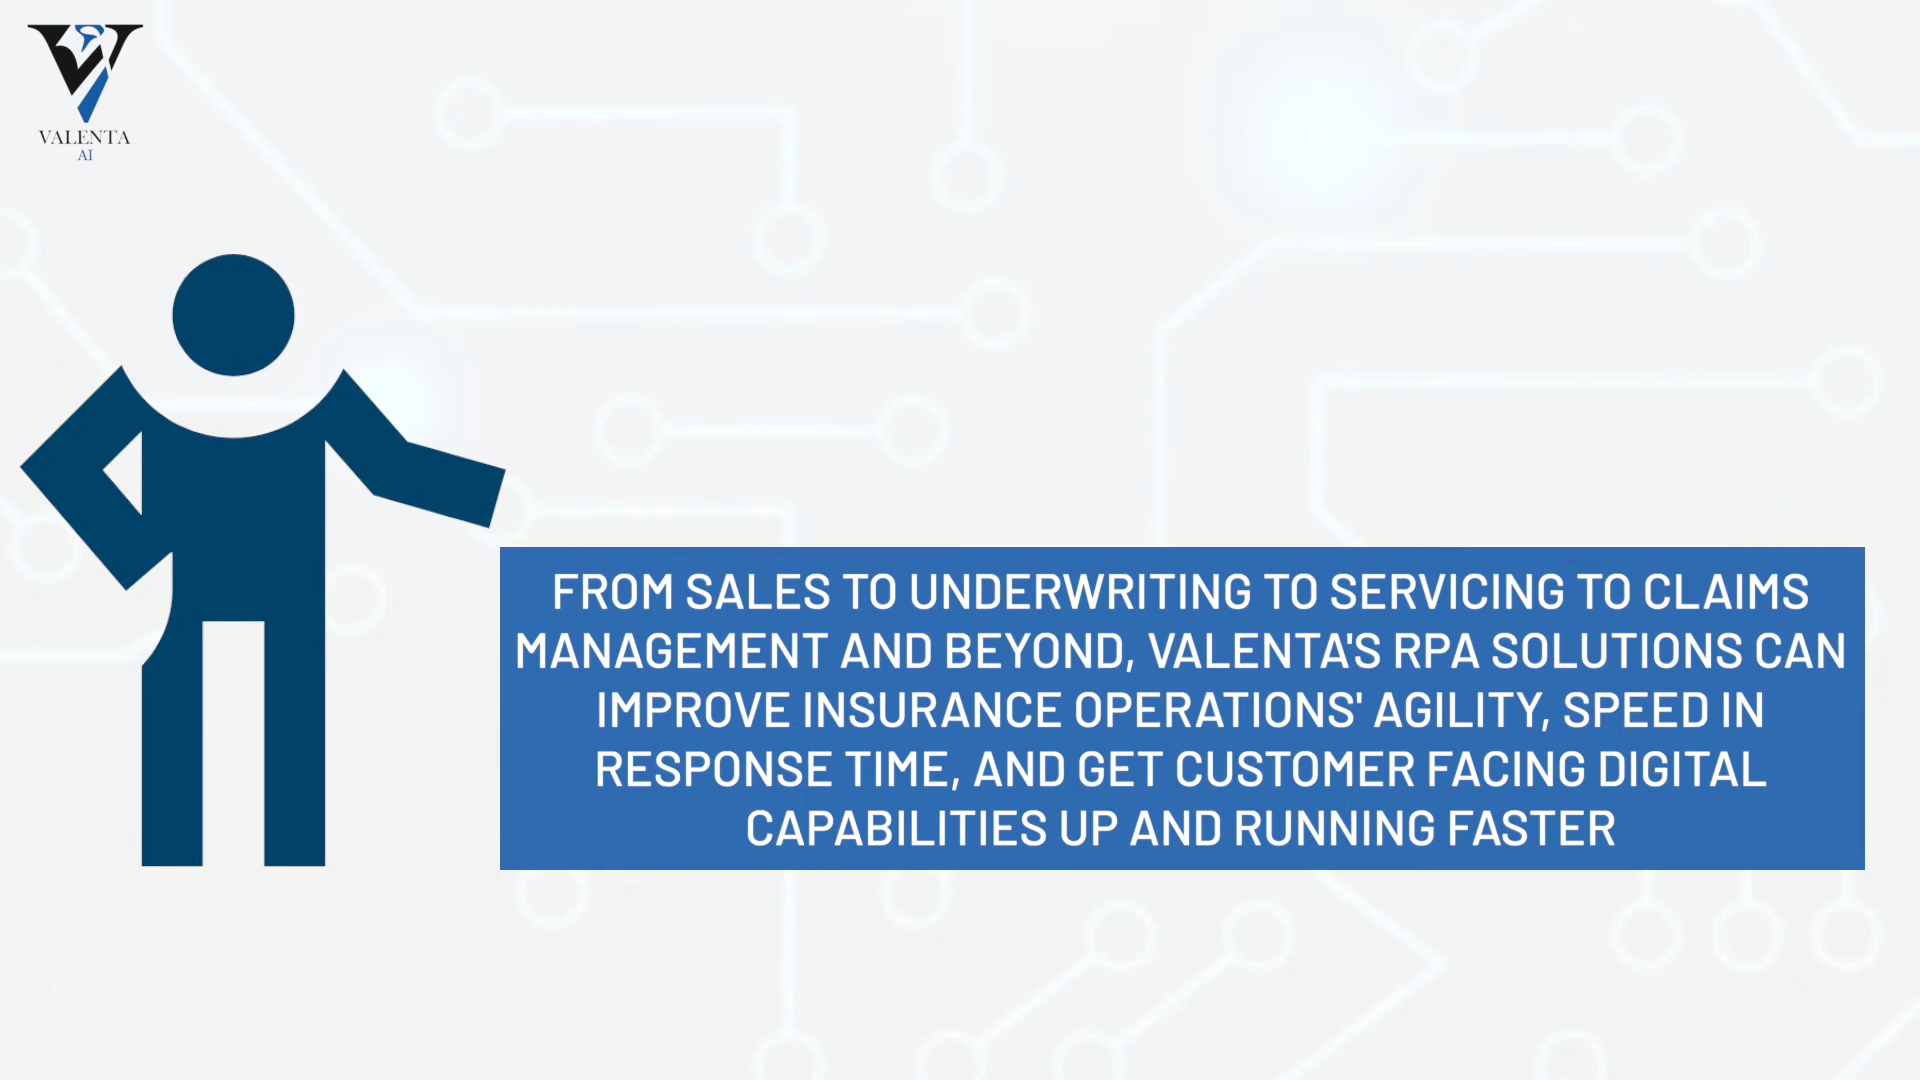 VALENTA
AI
FROM SALES TO UNDERWRITING TO SERVICING TO CLAIMS
MANAGEMENT AND BEYOND, VALENTA'S RPA SOLUTIONS CAN
IMPROVE INSURANCE OPERATIONS' AGILITY, SPEED IN
RESPONSE TIME, AND GET CUSTOMER FACING DIGITAL
CAPABILITIES UP AND RUNNING FASTER